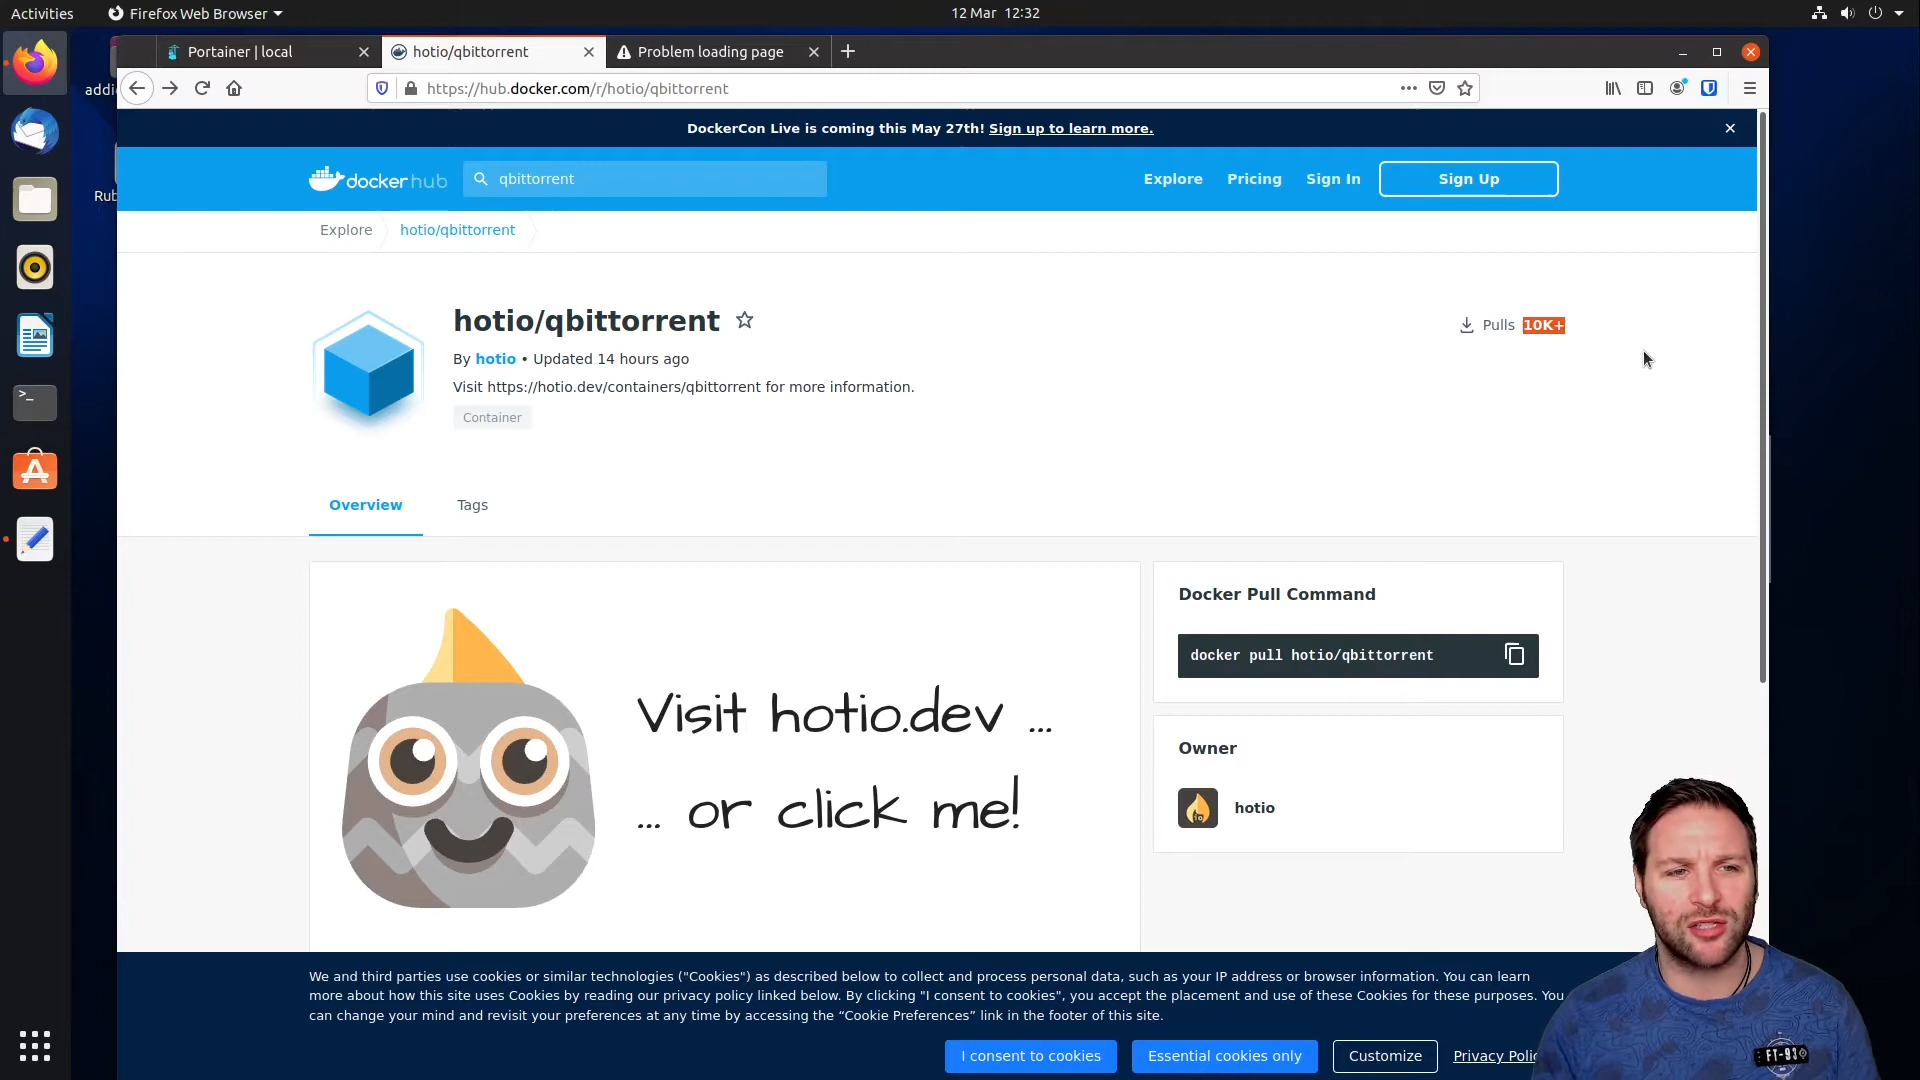 Activities
Firefox Web Browser
12 Mar 12:32
Portainer | local
hotio/qbittorrent
Problem loading page
https://hub.docker.com/r/hotio/qbittorrent
DockerCon Live is coming this May 27th! Sign up to learn more.
docker hub
qbittorrent
Explore
Pricing
Sign In
Sign Up
Explore
hotio/qbittorrent
hotio/qbittorrent
Pulls 10K+
By hotio • Updated 14 hours ago
Visit https://hotio.dev/containers/qbittorrent for more information.
Container
Overview
Tags
Visit hotio.dev ...
... or click me!
Docker Pull Command
docker pull hotio/qbittorrent
Owner
hotio
We and third parties use cookies or similar technologies ("Cookies") as described below to collect and process personal data, such as your IP address or browser information. You can learn
more about how this site uses Cookies by reading our privacy policy linked below. By clicking "I consent to cookies", you accept the placement and use of these Cookies for these purposes. You
can change your mind and revisit your preferences at any time by accessing the “Cookie Preferences” link in the footer of this site.
I consent to cookies
Essential cookies only
Customize
Privacy Polic
addi
Rub
FT-93